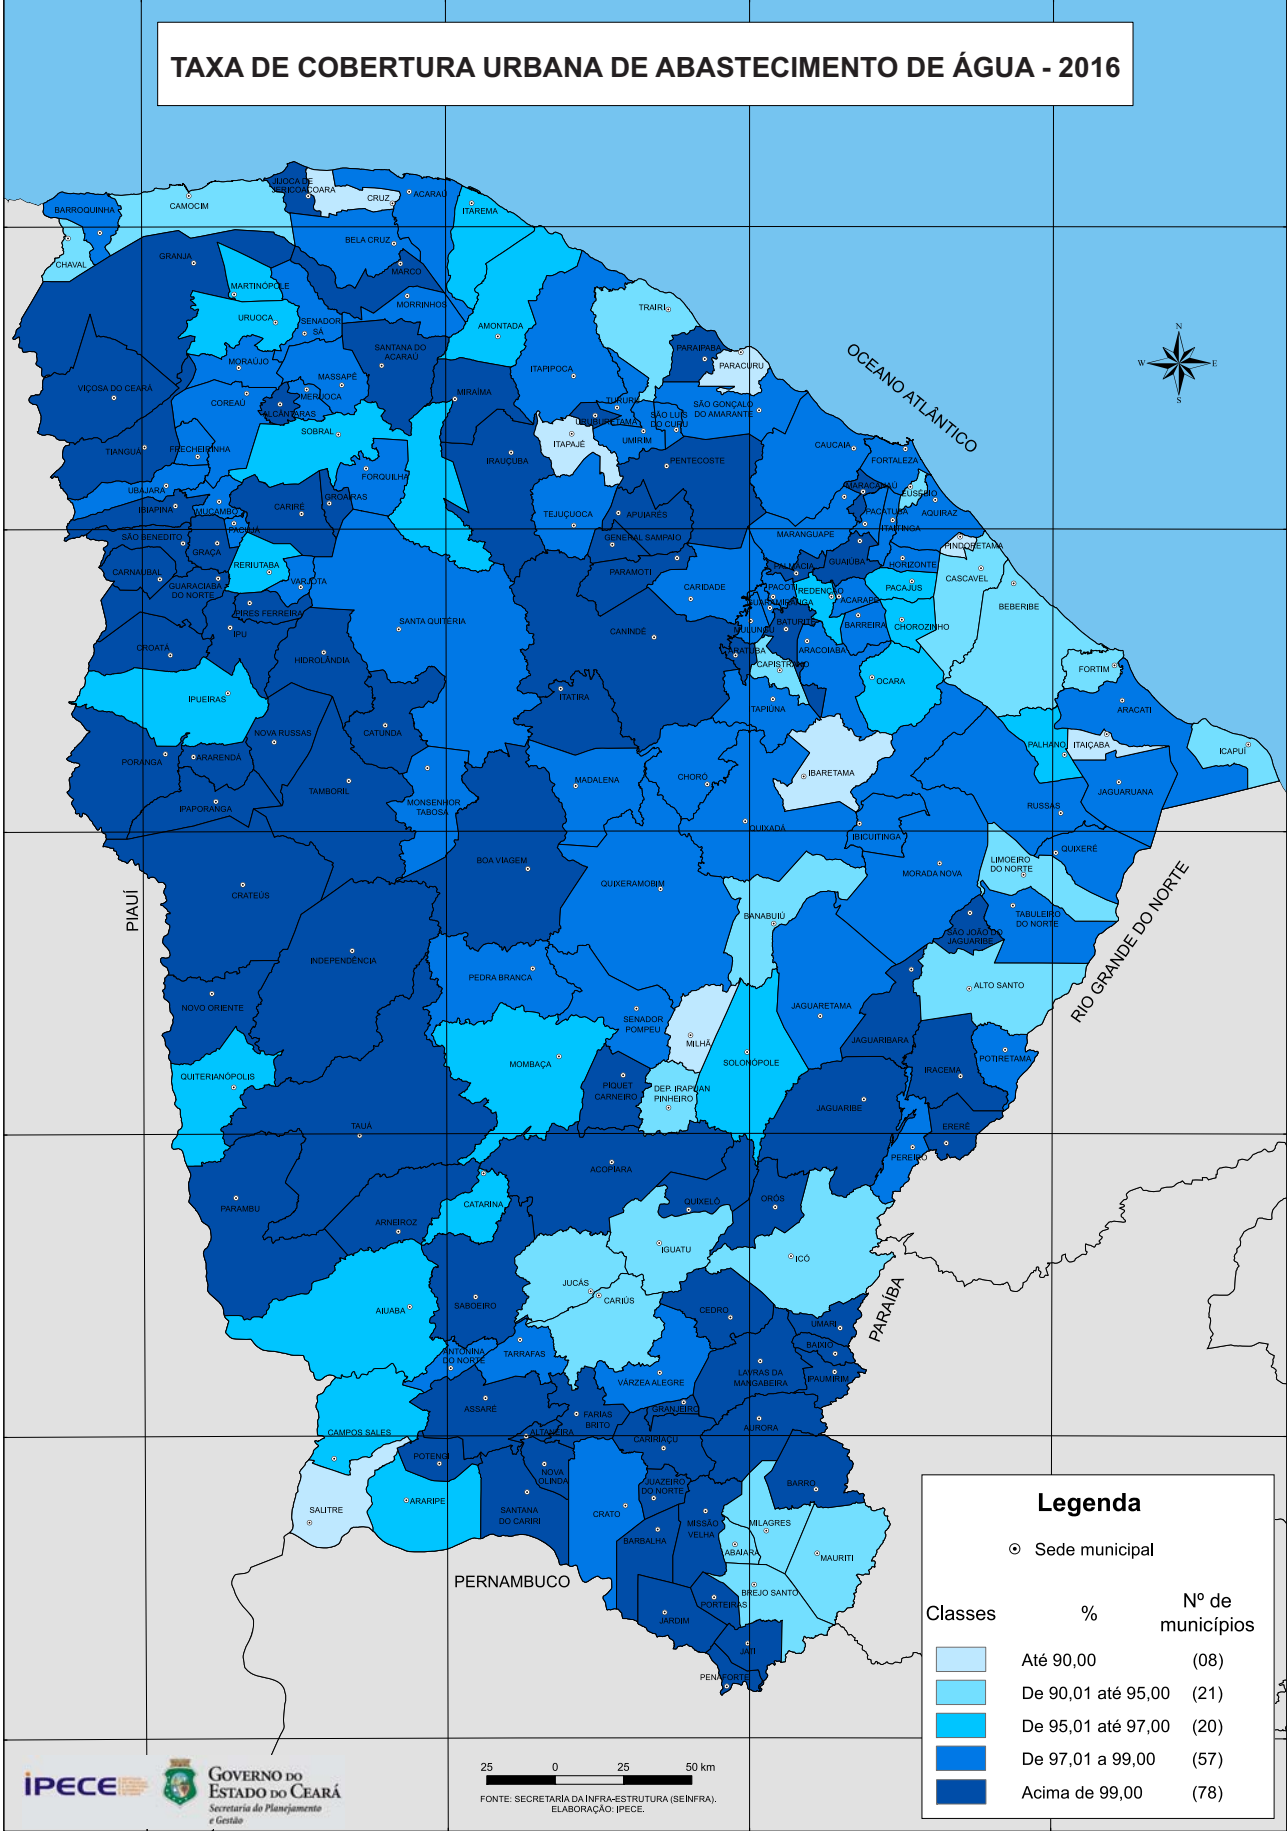 TAXA DE COBERTURA URBANA DE ABASTECIMENTO DE ÁGUA - 2016
JIJOCA DE
JERICOACOARA
CRUZ
ACARAÚ
BARROQUINHA
CAMOCIM
ITAREMA
CHAVAL
BELA CRUZ
GRANJA
MARCO
MARTINÓPOLE
MORRINHOS
URUOCA
SENADOR
SÁ
AMONTADA
TRAIRI
N
W
E
S
OCEANO ATLÂNTICO
SANTANA DO
ACARAÚ
PARAIPABA
PARACURU
MORAÚJO
MASSAPÊ
ITAPIPOCA
VIÇOSA DO CEARÁ
COREAÚ
MERUOCA
ALCÂNTARAS
MIRAÍMA
TURURU
URUBURETAMA
SÃO LUIS
DO CURU
SÃO GONÇALO
DO AMARANTE
SOBRAL
ITAPAJÉ
UMIRIM
TIANGUÁ
FRECHEIRINHA
IRAUÇUBA
PENTECOSTE
CAUCAIA
FORTALEZA
FORQUILHA
UBAJARA
MARACANAÚ
EUSÉBIO
IBIAPINA
MUCAMBO
CARIRÉ
GROAÍRAS
TEJUÇUOCA
APUIARÉS
PACATUBA
AQUIRAZ
PACUJÁ
ITAITINGA
SÃO BENEDITO
GRAÇA
GENERAL SAMPAIO
MARANGUAPE
PINDORETAMA
CARNAUBAL
RERIUTABA
PARAMOTI
PALMÁCIA
GUAIÚBA
HORIZONTE
CASCAVEL
GUARACIABA
DO NORTE
VARJOTA
CARIDADE
PACOTI
REDENÇÃO
PACAJUS
BEBERIBE
PIRES FERREIRA
GUARAMIRANGA
ACARAPE
IPU
SANTA QUITÉRIA
CANINDÉ
MULUNGU
BATURITÉ
BARREIRA
CHOROZINHO
CROATÁ
HIDROLÂNDIA
ARATUBA
ARACOIABA
CAPISTRANO
FORTIM
IPUEIRAS
ITATIRA
TAPIÚNA
OCARA
ARACATI
NOVA RUSSAS
CATUNDA
PALHANO
ITAIÇABA
ICAPUÍ
PORANGA
ARARENDÁ
IBARETAMA
TAMBORIL
MONSENHOR
TABOSA
MADALENA
CHORÓ
JAGUARUANA
IPAPORANGA
RUSSAS
QUIXADÁ
IBICUITINGA
QUIXERÉ
BOA VIAGEM
LIMOEIRO
DO NORTE
MORADA NOVA
CRATEÚS
QUIXERAMOBIM
PIAUÍ
BANABUIÚ
TABULEIRO
DO NORTE
SÃO JOÃO DO
JAGUARIBE
RIO GRANDE DO NORTE
INDEPENDÊNCIA
PEDRA BRANCA
ALTO SANTO
NOVO ORIENTE
JAGUARETAMA
SENADOR
POMPEU
MILHÃ
JAGUARIBARA
MOMBAÇA
SOLONÓPOLE
POTIRETAMA
QUITERIANÓPOLIS
IRACEMA
PIQUET
CARNEIRO
DEP. IRAPUAN
PINHEIRO
JAGUARIBE
TAUÁ
ERERÊ
PEREIRO
ACOPIARA
PARAMBU
CATARINA
QUIXELÔ
ORÓS
ARNEIROZ
IGUATU
ICÓ
JUCÁS
CARIÚS
AIUABA
SABOEIRO
CEDRO
PARAÍBA
UMARI
ANTONINA
DO NORTE
TARRAFAS
BAIXIO
LAVRAS DA
MANGABEIRA
IPAUMIRIM
VÁRZEA ALEGRE
ASSARÉ
GRANJEIRO
FARIAS
BRITO
AURORA
CAMPOS SALES
ALTANEIRA
CARIRIAÇU
POTENGI
NOVA
OLINDA
JUAZEIRO
DO NORTE
BARRO
SALITRE
ARARIPE
SANTANA
DO CARIRI
CRATO
MISSÃO
VELHA
MILAGRES
BARBALHA
ABAIARA
MAURITI
PERNAMBUCO
BREJO SANTO
PORTEIRAS
JARDIM
JATI
PENAFORTE
Legenda
Sede municipal
Classes
%
Nº de
municípios
Até 90,00 (08)
De 90,01 até 95,00 (21)
De 95,01 até 97,00 (20)
De 97,01 a 99,00 (57)
Acima de 99,00 (78)
iPECE
GOVERNO DO
ESTADO DO CEARÁ
Secretaria do Planejamento
e Gestão
25 0 25 50 km
FONTE: SECRETARIA DA INFRA-ESTRUTURA (SEINFRA).
ELABORAÇÃO: IPECE.